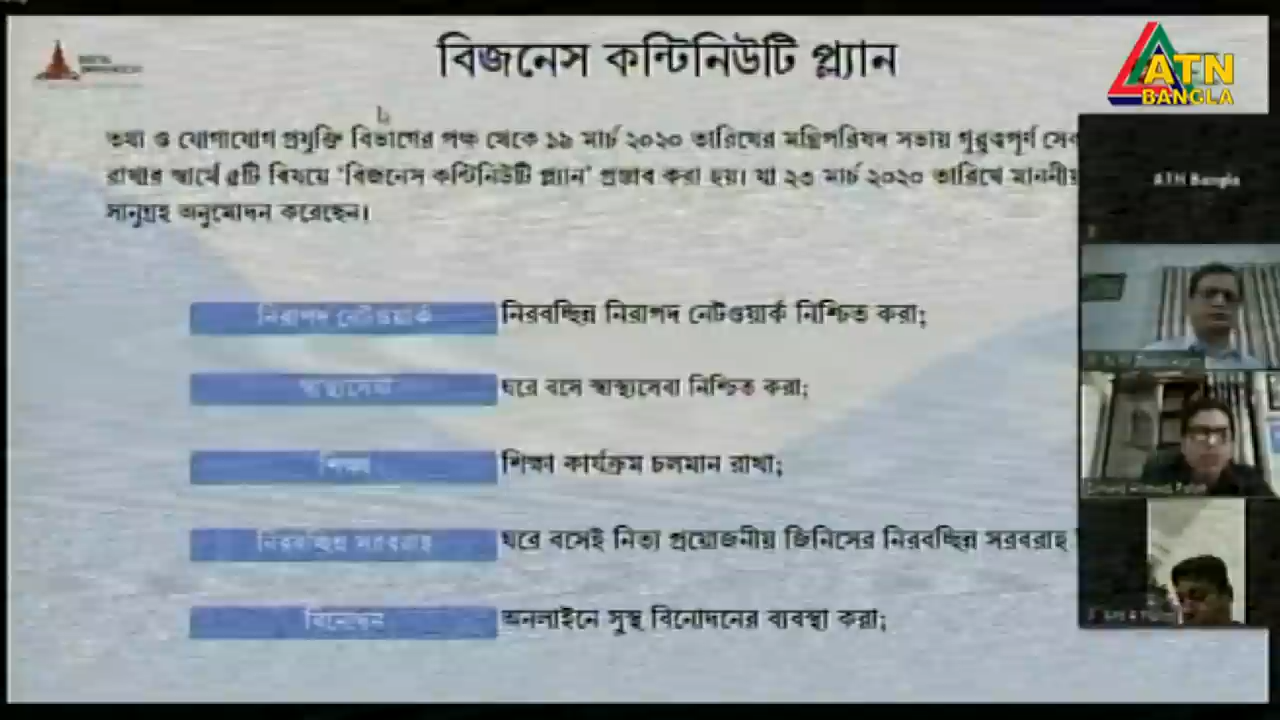 বিজনেস কন্টিনিউটি প্ল্যান
ATN
BANGLA
তথ্য ও যোগাযোগ প্রযুক্তি বিভাগের পক্ষ থেকে ১৯ মার্চ ২০২০ তারিখের মন্ত্রিপরিষদ সভায় গুরুত্বপূর্ণ সেব
রাখার স্বার্থে ৫টি বিষয়ে 'বিজনেস কন্টিনিউটি প্ল্যান' প্রস্তাব করা হয়। যা ২৩ মার্চ ২০২০ তারিখে মাননীয়
সানুগ্রহ অনুমোদন করেছেন।
ATN Bangla
নিরাপদ নেটওয়ার্ক নিরবচ্ছিন্ন নিরাপদ নেটওয়ার্ক নিশ্চিত করা;
স্বাস্থ্যসেবা ঘরে বসে স্বাস্থ্যসেবা নিশ্চিত করা;
শিক্ষা শিক্ষা কার্যক্রম চলমান রাখা;
নিরবচ্ছিন্ন সরবরাহ ঘরে বসেই নিত্য প্রয়োজনীয় জিনিসের নিরবচ্ছিন্ন সরবরাহ
বিনোদন অনলাইনে সুস্থ বিনোদনের ব্যবস্থা করা;